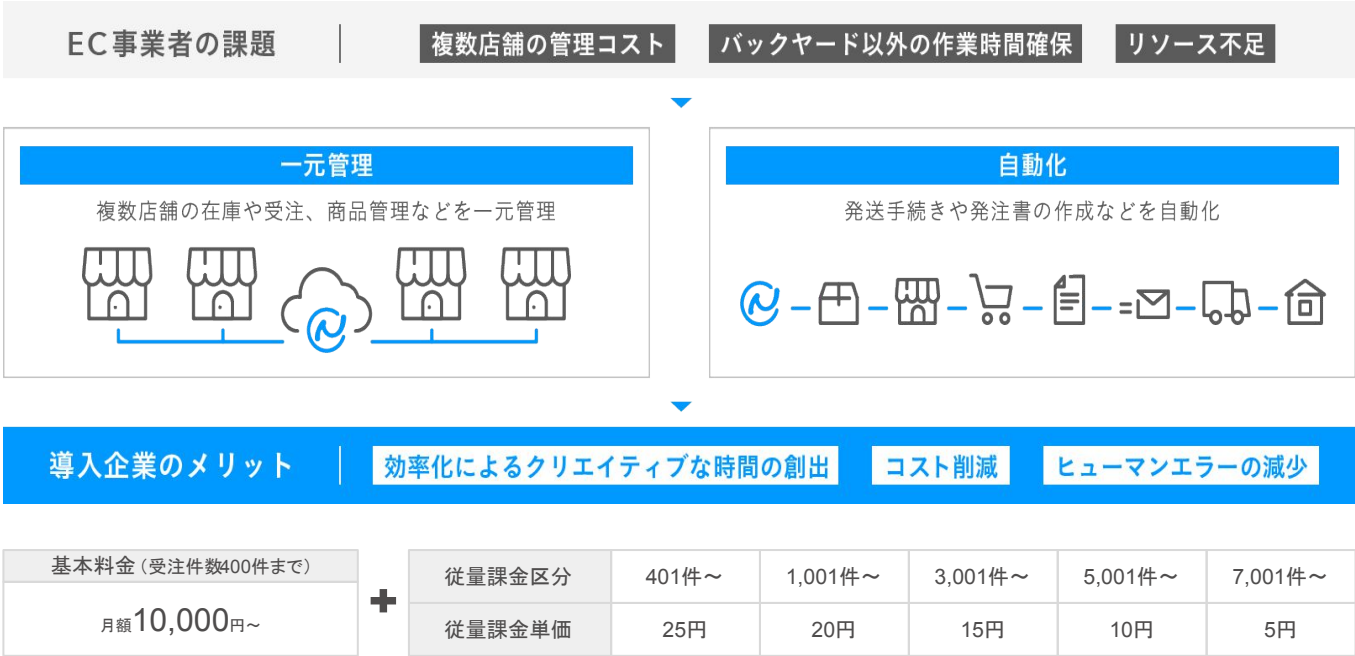 EC事業者の課題 複数店舗の管理コスト バックヤード以外の作業時間確保 リソース不足
一元管理
複数店舗の在庫や受注、商品管理などを一元管理
自動化
発送手続きや発注書の作成などを自動化
導入企業のメリット 効率化によるクリエイティブな時間の創出 コスト削減 ヒューマンエラーの減少
基本料金(受注件数400件まで)
月額10,000円～
従量課金区分 401件～ 1,001件～ 3,001件～ 5,001件～ 7,001件～
従量課金単価 25円 20円 15円 10円 5円